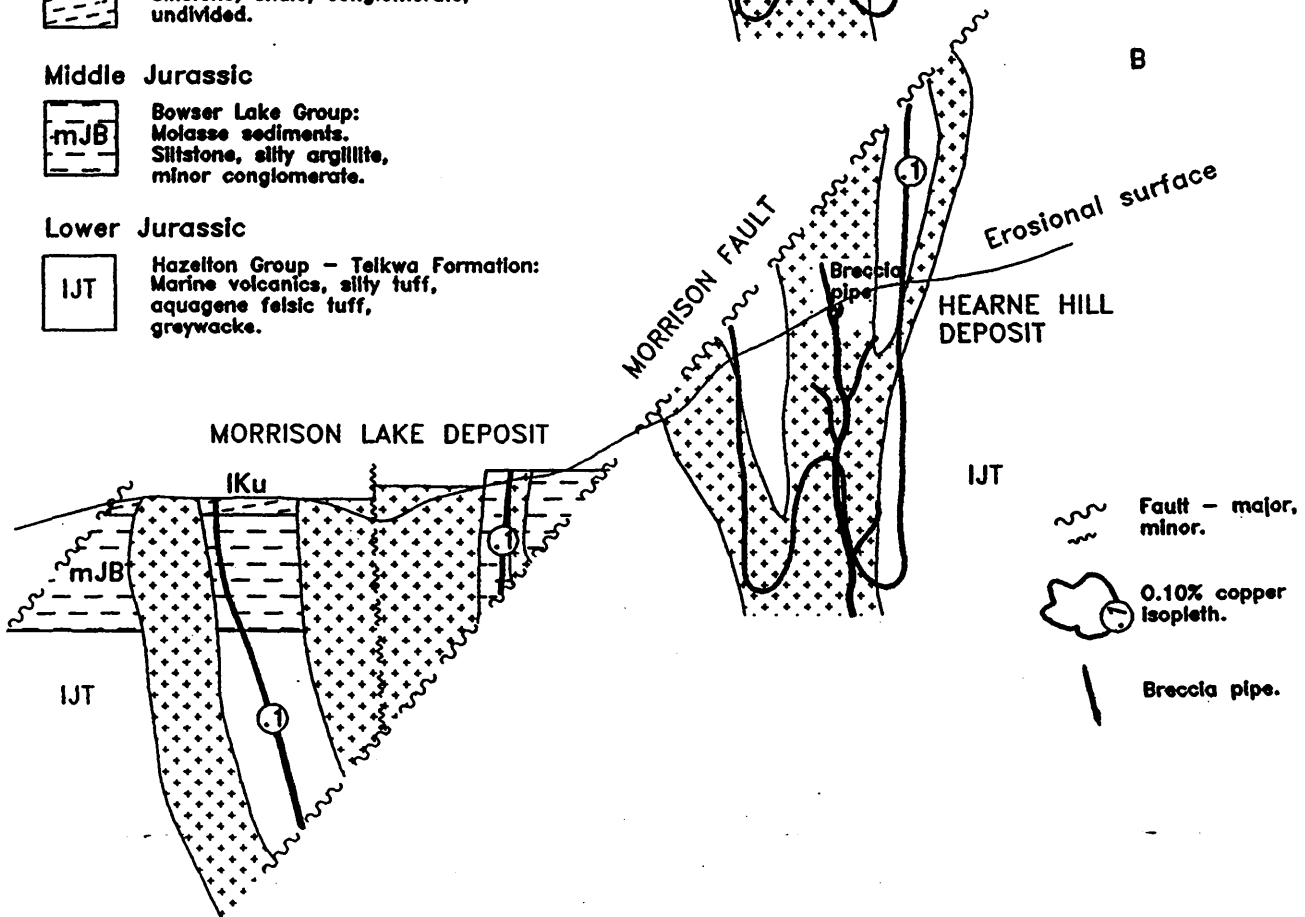 undivided.
Middle Jurassic
mJB
Bowser Lake Group:
Molasse sediments.
Siltstone, silty argillite,
minor conglomerate.
Lower Jurassic
lJT
Hazelton Group – Telkwa Formation:
Marine volcanics, silty tuff,
aquagene felsic tuff,
greywacke.
B
.1
Erosional surface
MORRISON FAULT
Breccia
pipe
HEARNE HILL
DEPOSIT
MORRISON LAKE DEPOSIT
lKu
lJT
.1
mJB
lJT
.1
Fault – major,
minor.
.1
0.10% copper
isopleth.
Breccia pipe.